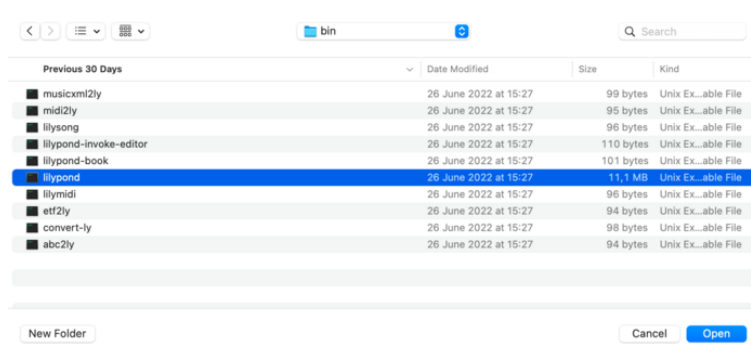 bin
Search
Previous 30 Days Date Modified Size Kind
musicxml2ly 26 June 2022 at 15:27 99 bytes Unix Ex...able File
midi2ly 26 June 2022 at 15:27 95 bytes Unix Ex...able File
lilysong 26 June 2022 at 15:27 96 bytes Unix Ex...able File
lilypond-invoke-editor 26 June 2022 at 15:27 110 bytes Unix Ex...able File
lilypond-book 26 June 2022 at 15:27 101 bytes Unix Ex...able File
lilypond 26 June 2022 at 15:27 11,1 MB Unix Ex...able File
lilymidi 26 June 2022 at 15:27 96 bytes Unix Ex...able File
etf2ly 26 June 2022 at 15:27 94 bytes Unix Ex...able File
convert-ly 26 June 2022 at 15:27 98 bytes Unix Ex...able File
abc2ly 26 June 2022 at 15:27 94 bytes Unix Ex...able File
New Folder Cancel Open